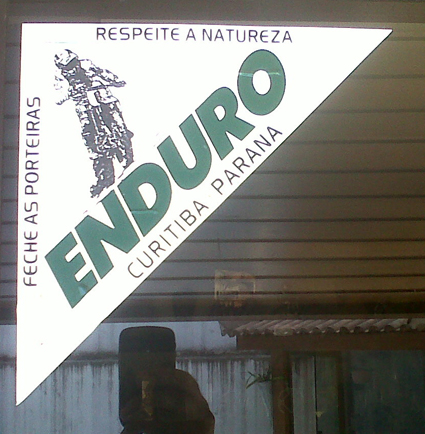 RESPEITE A NATUREZA
FECHE AS PORTEIRAS
ENDURO
CURITIBA PARANA